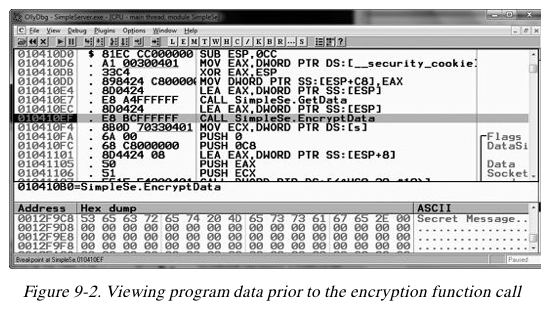 OllyDbg - SimpleServer.exe - [CPU - main thread, module SimpleSe]
File View Debug Plugins Options Window Help
L E M T W H C / K B R ... S
010410D0 $ 81EC CC000000 SUB ESP,0CC
010410D6 . A1 00300401 MOV EAX,DWORD PTR DS:[__security_cookie]
010410DB . 33C4 XOR EAX,ESP
010410DD . 898424 C8000000 MOV DWORD PTR SS:[ESP+C8],EAX
010410E4 . 8D0424 LEA EAX,DWORD PTR SS:[ESP]
010410E7 . E8 A4FFFFFF CALL SimpleSe.GetData
010410EC . 8D0424 LEA EAX,DWORD PTR SS:[ESP]
010410EF . E8 BCFFFFFF CALL SimpleSe.EncryptData
010410F4 . 8B0D 70330401 MOV ECX,DWORD PTR DS:[s]
010410FA . 6A 00 PUSH 0 Flags
010410FC . 68 C8000000 PUSH 0C8 DataSi
01041101 . 8D4424 08 LEA EAX,DWORD PTR SS:[ESP+8]
01041105 . 50 PUSH EAX Data
01041106 . 51 PUSH ECX Socket
010410B0=SimpleSe.EncryptData
Address Hex dump ASCII
0012F9C8 53 65 63 72 65 74 20 4D 65 73 73 61 67 65 2E 00 Secret Message..
0012F9D8 00 00 00 00 00 00 00 00 00 00 00 00 00 00 00 00 ................
0012F9E8 00 00 00 00 00 00 00 00 00 00 00 00 00 00 00 00 ................
0012F9F8 00 00 00 00 00 00 00 00 00 00 00 00 00 00 00 00 ................
Breakpoint at SimpleSe.010410EF Paused
Figure 9-2. Viewing program data prior to the encryption function call